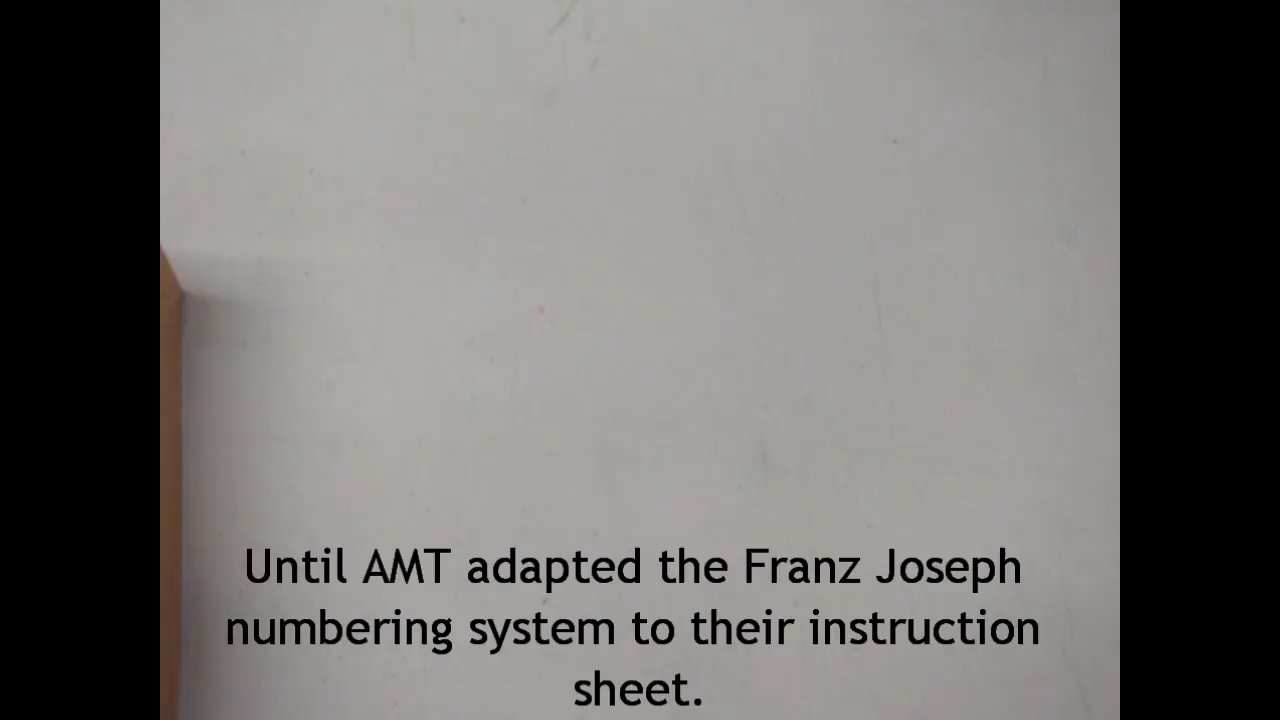 Until AMT adapted the Franz Joseph
numbering system to their instruction
sheet.